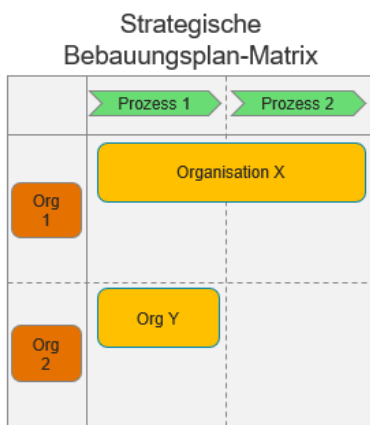 Strategische
Bebauungsplan-Matrix
Prozess 1
Prozess 2
Organisation X
Org
1
Org Y
Org
2